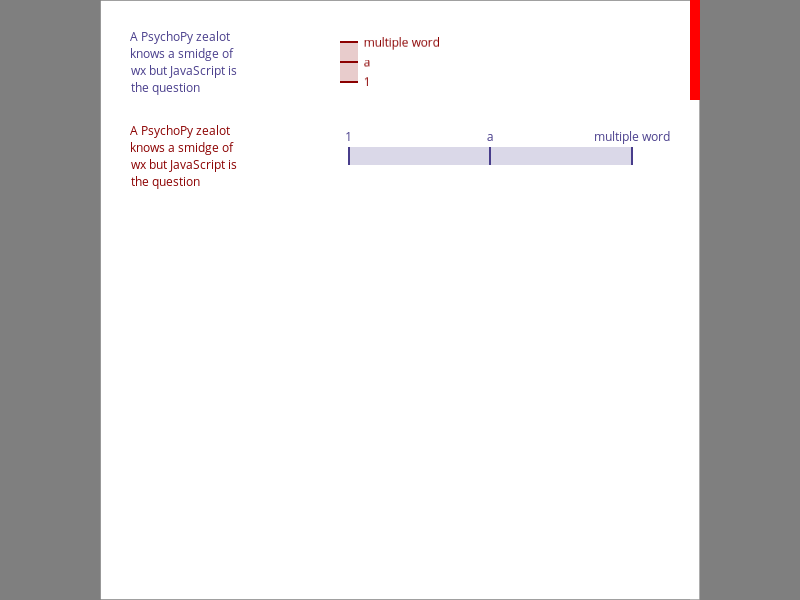 A PsychoPy zealot
knows a smidge of
wx but JavaScript is
the question
multiple word
a
1
A PsychoPy zealot
knows a smidge of
wx but JavaScript is
the question
1 a multiple word